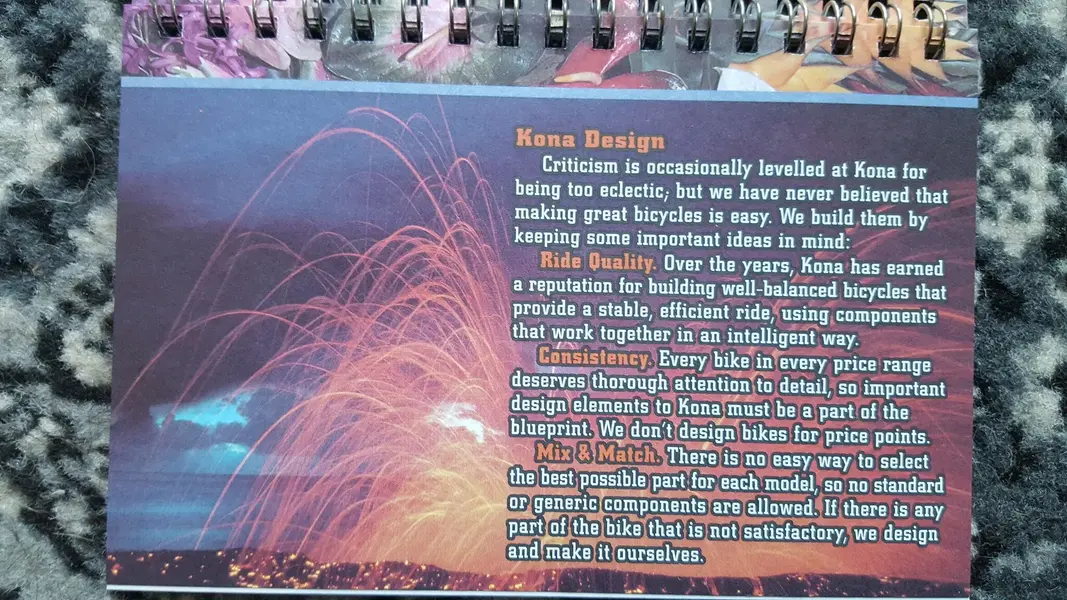 Kona Design
Criticism is occasionally levelled at Kona for
being too eclectic; but we have never believed that
making great bicycles is easy. We build them by
keeping some important ideas in mind:
Ride Quality. Over the years, Kona has earned
a reputation for building well-balanced bicycles that
provide a stable, efficient ride, using components
that work together in an intelligent way.
Consistency. Every bike in every price range
deserves thorough attention to detail, so important
design elements to Kona must be a part of the
blueprint. We don't design bikes for price points.
Mix & Match. There is no easy way to select
the best possible part for each model, so no standard
or generic components are allowed. If there is any
part of the bike that is not satisfactory, we design
and make it ourselves.